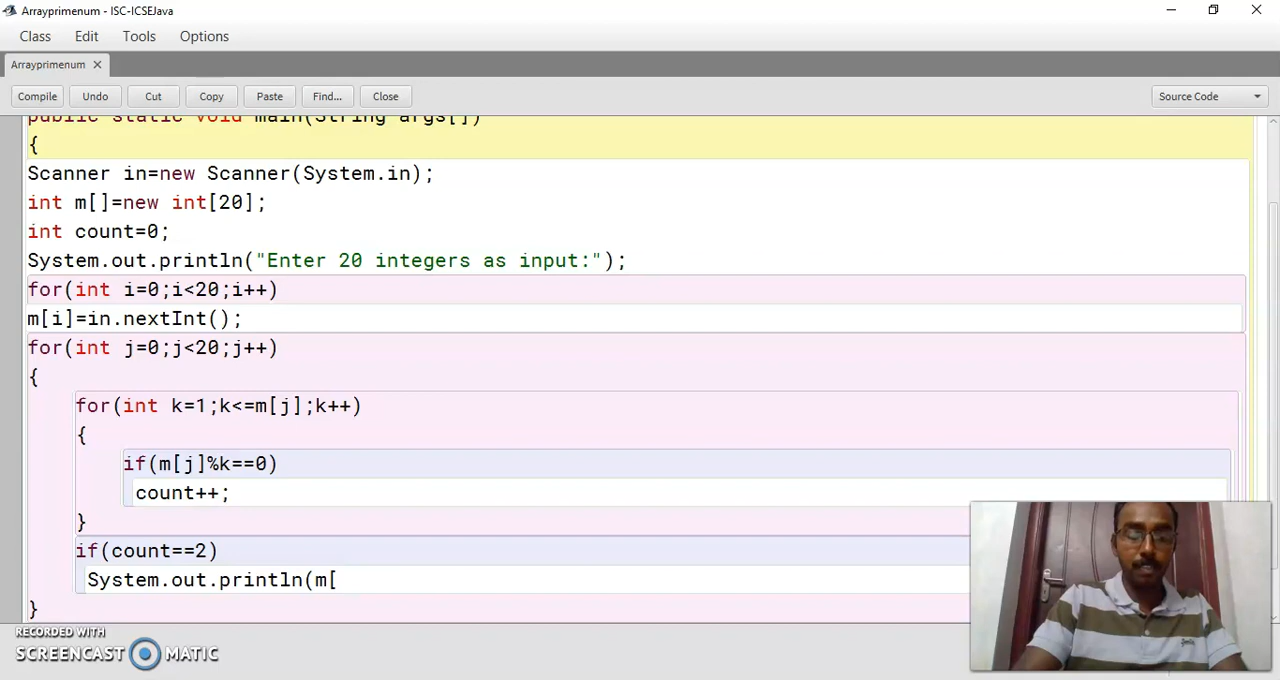 Arrayprimenum - ISC-ICSEJava
Class Edit Tools Options
Arrayprimenum ×
Compile Undo Cut Copy Paste Find... Close Source Code
public static void main(String args[])
{
Scanner in=new Scanner(System.in);
int m[]=new int[20];
int count=0;
System.out.println("Enter 20 integers as input:");
for(int i=0;i<20;i++)
m[i]=in.nextInt();
for(int j=0;j<20;j++)
{
for(int k=1;k<=m[j];k++)
{
if(m[j]%k==0)
count++;
}
if(count==2)
System.out.println(m[
}
RECORDED WITH
SCREENCAST MATIC